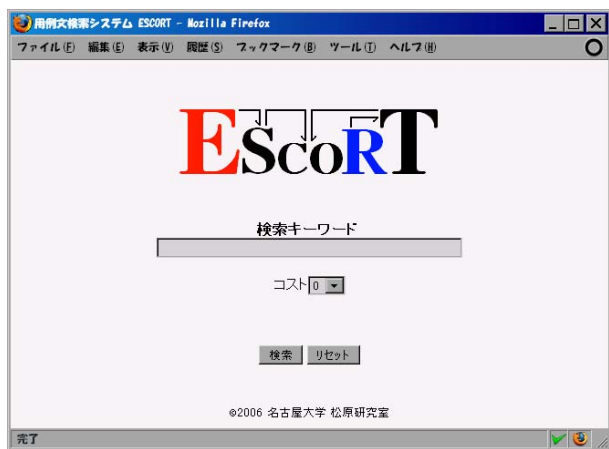 用例文検索システム ESCORT - Mozilla Firefox
ファイル(F) 編集(E) 表示(V) 履歴(S) ブックマーク(B) ツール(T) ヘルプ(H)
ESCORT
検索キーワード
コスト 0
検索 リセット
©2006 名古屋大学 松原研究室
完了